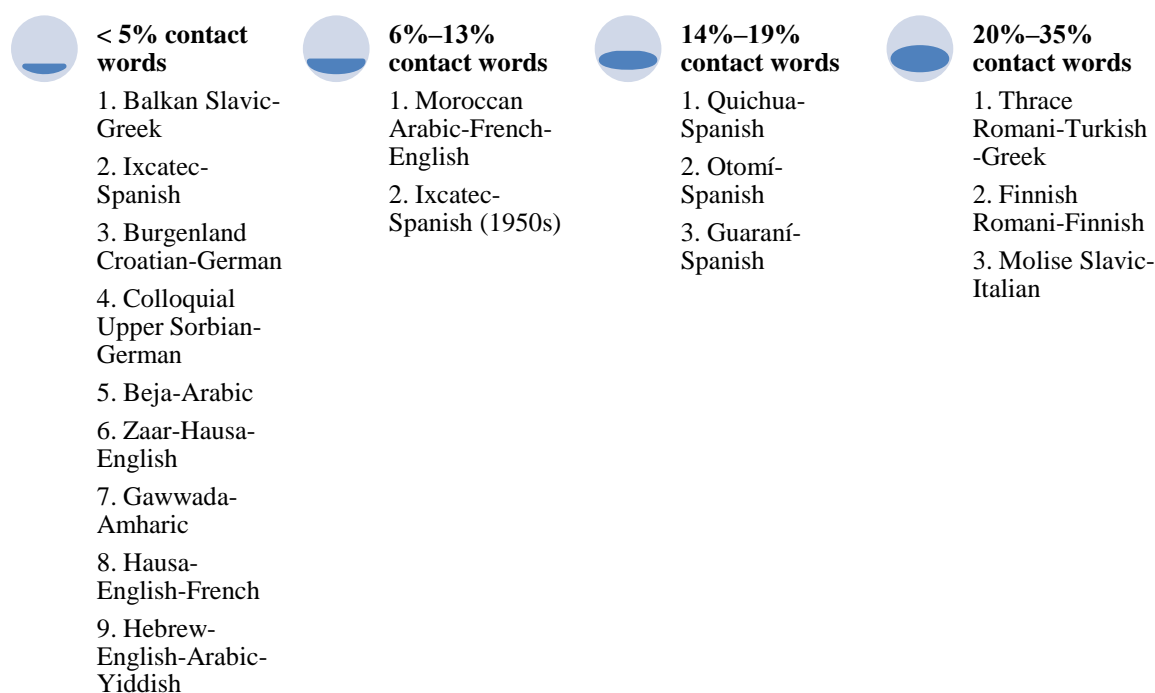 < 5% contact
words
1. Balkan Slavic-
Greek
2. Ixcatec-
Spanish
3. Burgenland
Croatian-German
4. Colloquial
Upper Sorbian-
German
5. Beja-Arabic
6. Zaar-Hausa-
English
7. Gawwada-
Amharic
8. Hausa-
English-French
9. Hebrew-
English-Arabic-
Yiddish
6%–13%
contact words
1. Moroccan
Arabic-French-
English
2. Ixcatec-
Spanish (1950s)
14%–19%
contact words
1. Quichua-
Spanish
2. Otomí-
Spanish
3. Guaraní-
Spanish
20%–35%
contact words
1. Thrace
Romani-Turkish
-Greek
2. Finnish
Romani-Finnish
3. Molise Slavic-
Italian